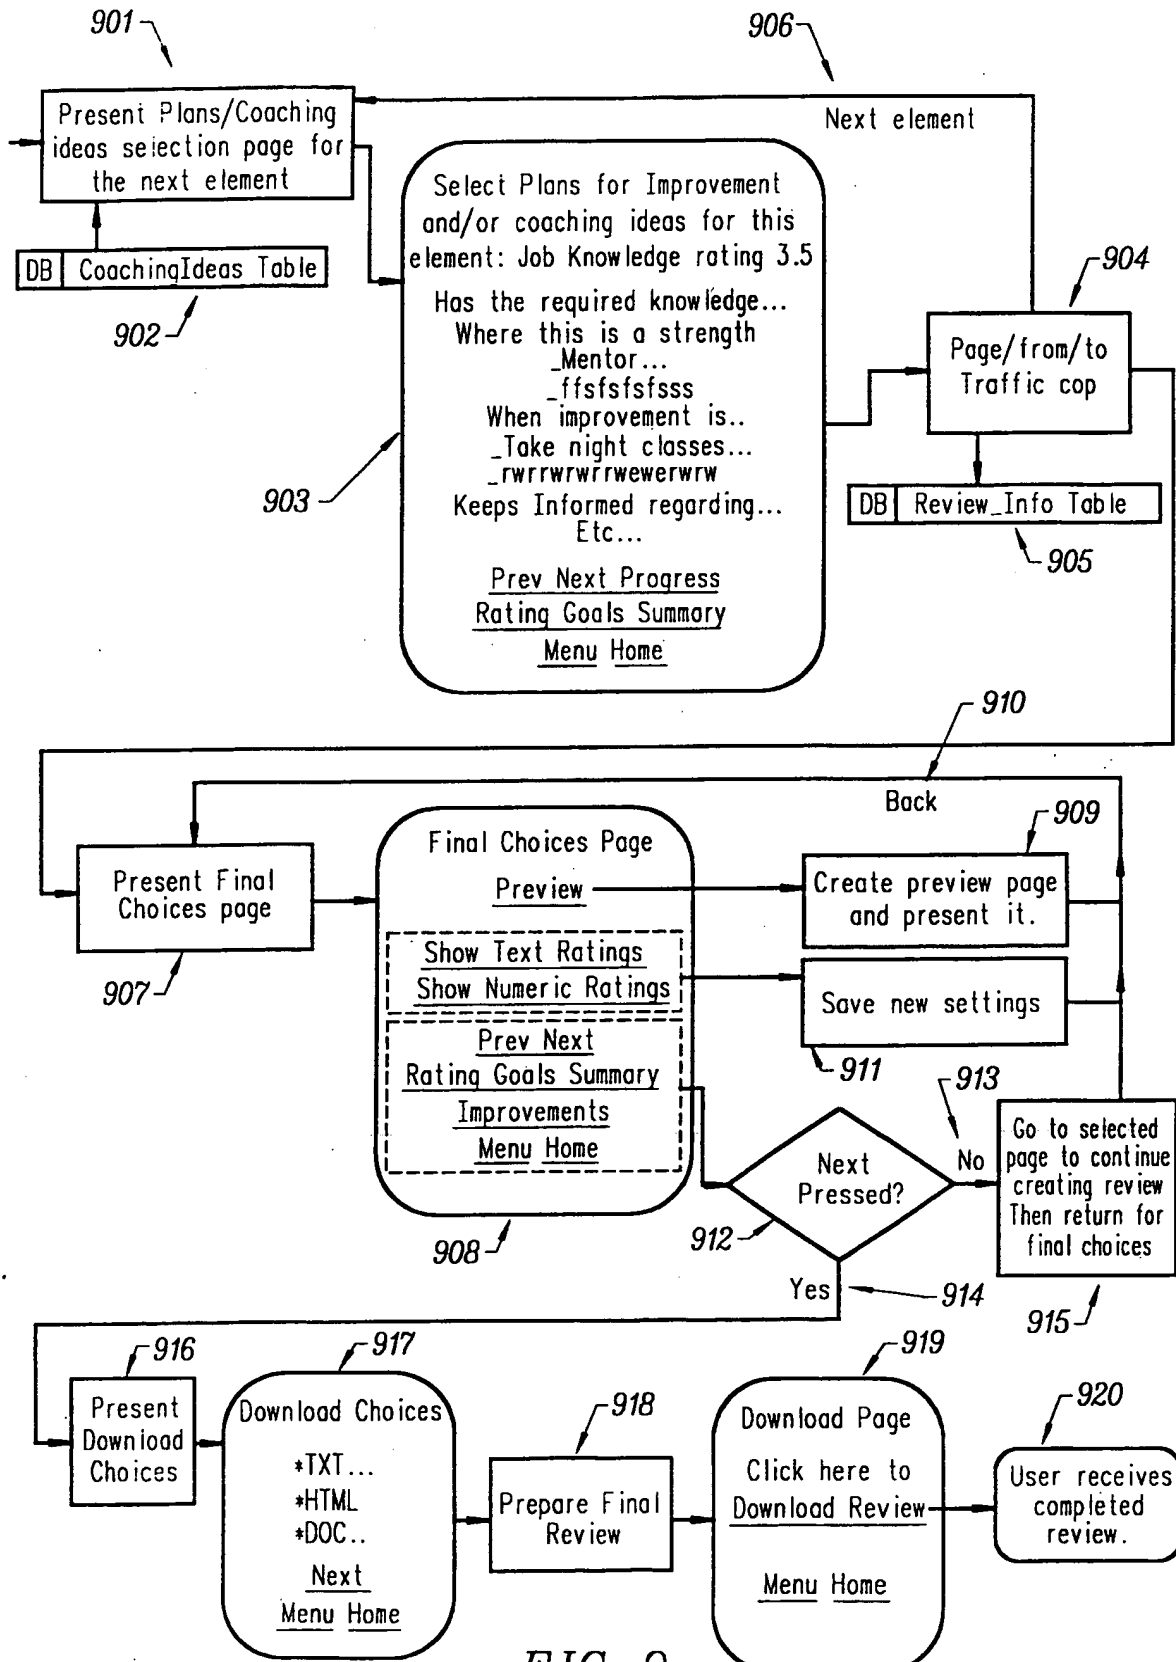 901
906
Present Plans/Coaching
ideas selection page for
the next element
Next element
DB CoachingIdeas Table
902
Select Plans for Improvement
and/or coaching ideas for this
element: Job Knowledge rating 3.5
Has the required knowledge...
Where this is a strength
_Mentor...
_ffsfsfsfsss
When improvement is..
_Take night classes...
_rwrrwrwrrwewerwrw
Keeps Informed regarding...
Etc...
Prev Next Progress
Rating Goals Summary
Menu Home
903
904
Page/from/to
Traffic cop
DB Review_Info Table
905
910
Back
Present Final
Choices page
907
Final Choices Page
Preview
Show Text Ratings
Show Numeric Ratings
Prev Next
Rating Goals Summary
Improvements
Menu Home
908
909
Create preview page
and present it.
Save new settings
911
913
Next
Pressed?
912
No
Go to selected
page to continue
creating review
Then return for
final choices
915
Yes
914
916
Present
Download
Choices
917
Download Choices
*TXT...
*HTML
*DOC..
Next
Menu Home
918
Prepare Final
Review
919
Download Page
Click here to
Download Review
Menu Home
920
User receives
completed
review.
FIG. 9